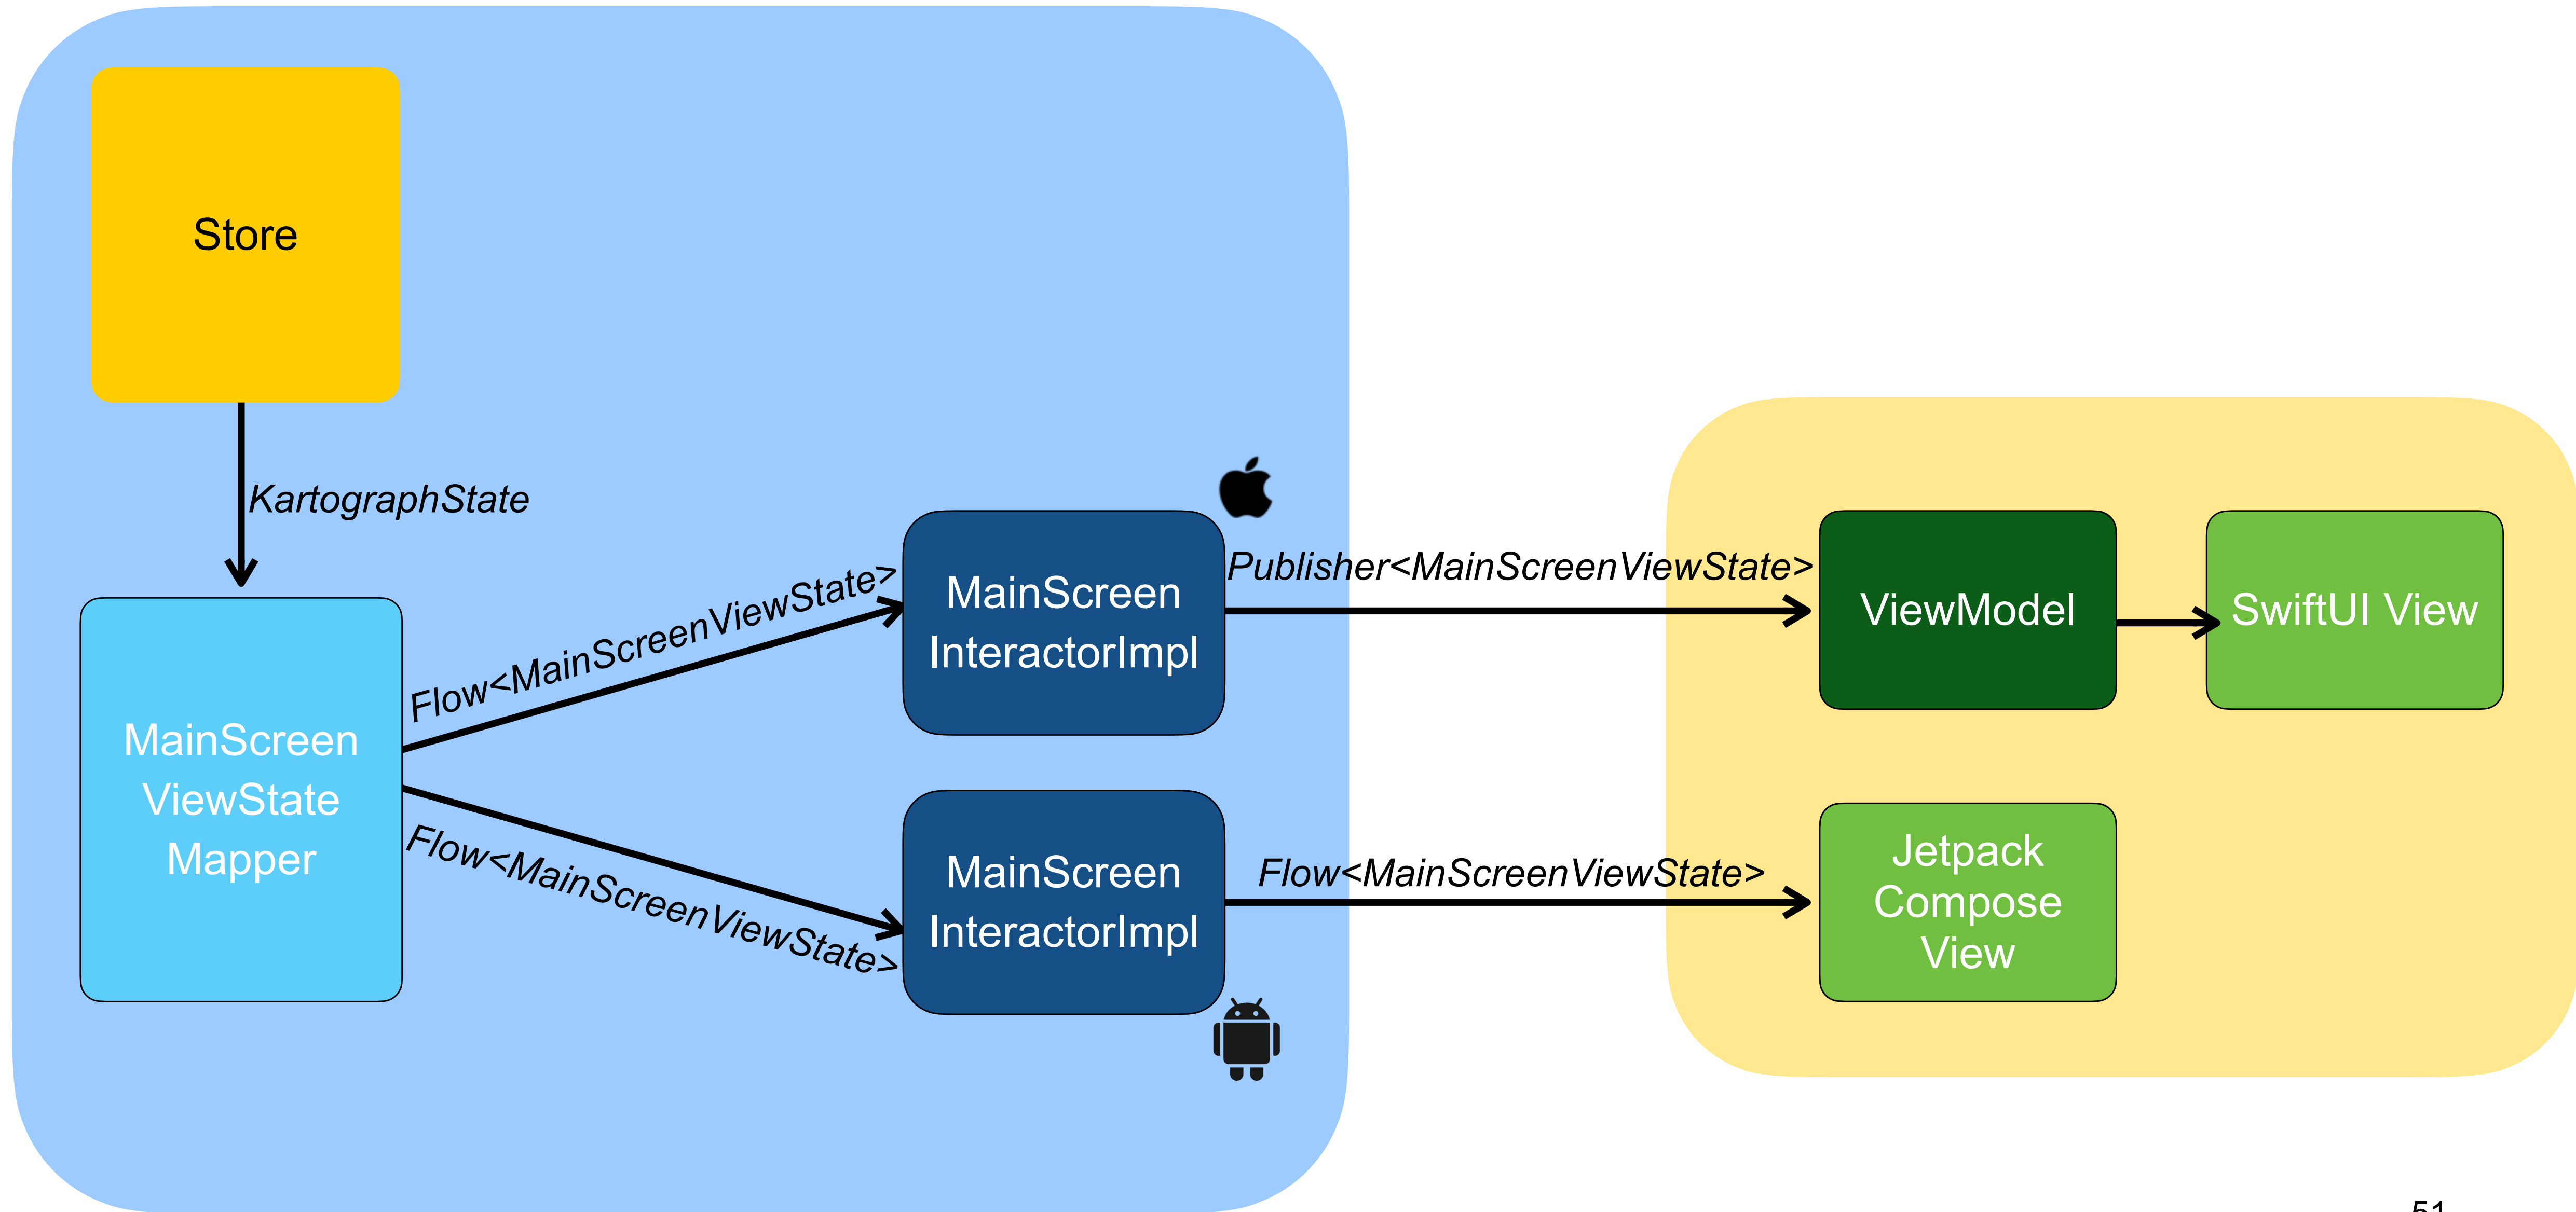 Store
KartographState
MainScreen
ViewState
Mapper
Flow<MainScreenViewState>
Flow<MainScreenViewState>
MainScreen
InteractorImpl
MainScreen
InteractorImpl
Publisher<MainScreenViewState>
Flow<MainScreenViewState>
ViewModel
SwiftUI View
Jetpack
Compose
View
51